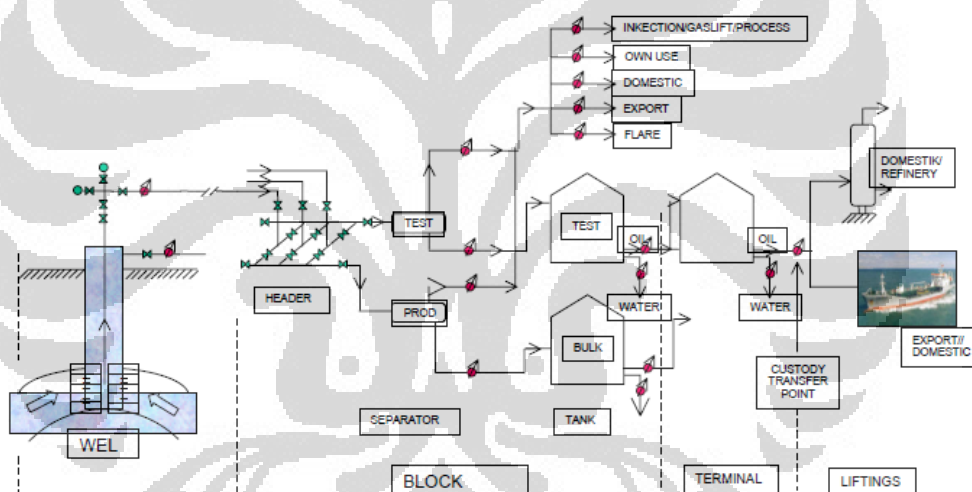 INKECTION/GASLIFT/PROCESS
OWN USE
DOMESTIC
EXPORT
FLARE
DOMESTIK/
REFINERY
TEST
TEST
OIL
OIL
HEADER
PROD
WATER
WATER
BULK
EXPORT//
DOMESTIC
CUSTODY
TRANSFER
POINT
SEPARATOR
TANK
WEL
BLOCK
TERMINAL
LIFTINGS